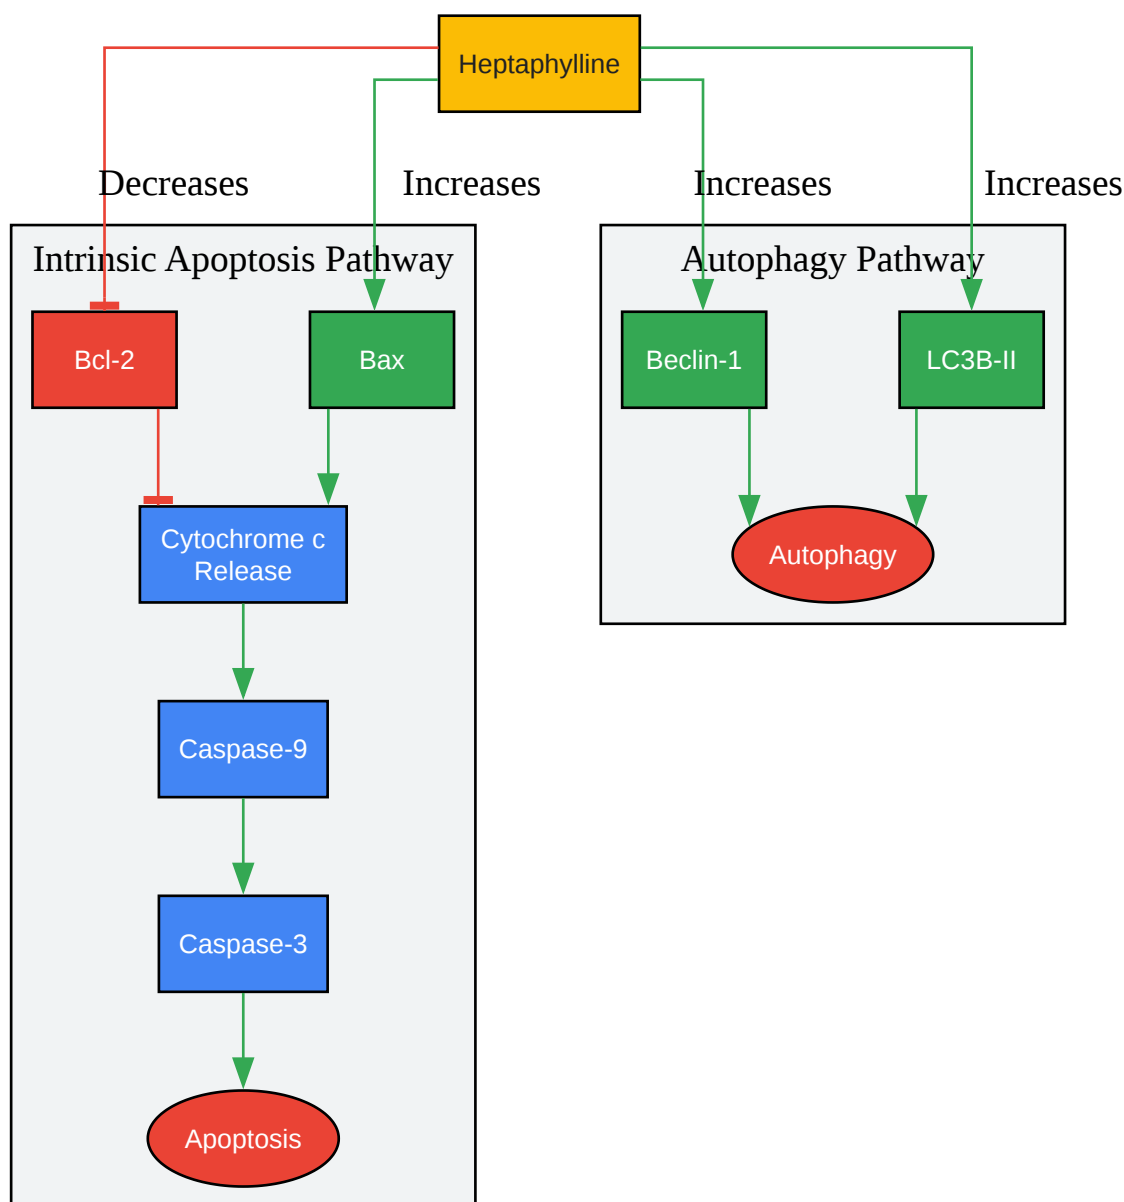 Heptaphylline
Decreases
Increases
Increases
Increases
Intrinsic Apoptosis Pathway
Autophagy Pathway
Bcl-2
Bax
Beclin-1
LC3B-II
Cytochrome c
Release
Autophagy
Caspase-9
Caspase-3
Apoptosis